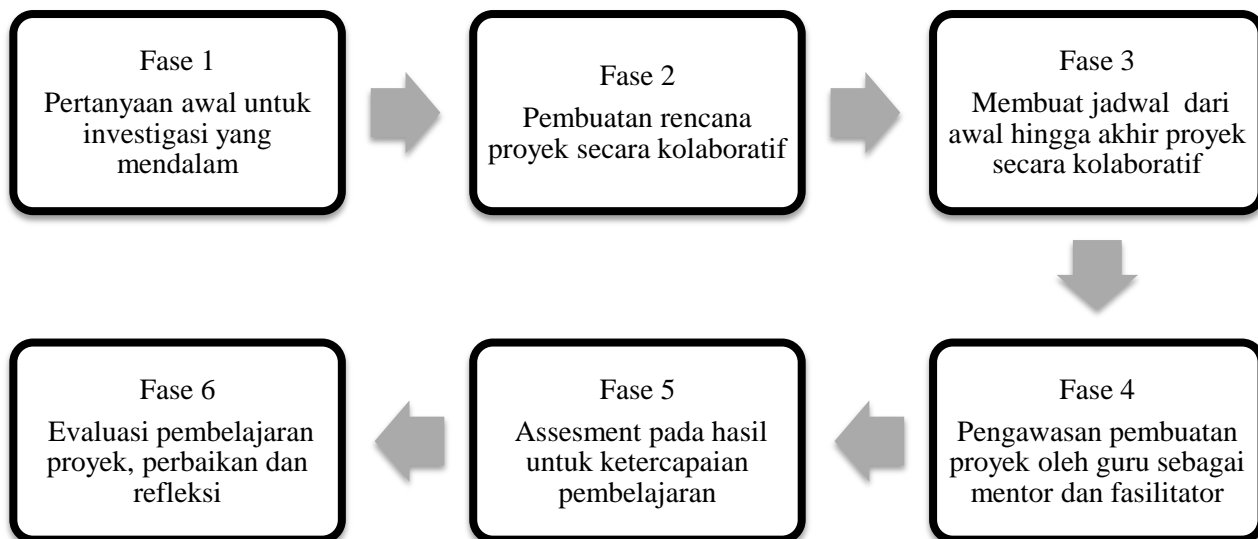 Fase 1
Pertanyaan awal untuk
investigasi yang
mendalam
Fase 2
Pembuatan rencana
proyek secara kolaboratif
Fase 3
Membuat jadwal dari
awal hingga akhir proyek
secara kolaboratif
Fase 4
Pengawasan pembuatan
proyek oleh guru sebagai
mentor dan fasilitator
Fase 5
Assesment pada hasil
untuk ketercapaian
pembelajaran
Fase 6
Evaluasi pembelajaran
proyek, perbaikan dan
refleksi